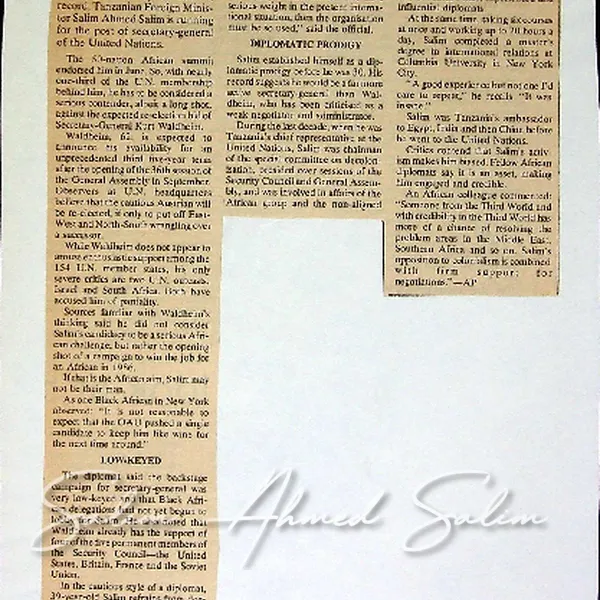 record. Tanzanian Foreign Minis-
ter Salim Ahmed Salim is running
for the post of secretary-general
of the United Nations.
The 50-nation African summit
endorsed him in June. So, with nearly
one-third of the U.N. membership
behind him, he has to be considered a
serious contender, albeit a long shot,
against the expected re-election bid of
Secretary-General Kurt Waldheim.
Waldheim, 62, is expected to
announce his availability for an
unprecedented third five-year term
after the opening of the 36th session of
the General Assembly in September.
Observers at U.N. headquarters
believe that the cautious Austrian will
be re-elected, if only to put off East-
West and North-South wrangling over
a successor.
While Waldheim does not appear to
arouse enthusiastic support among the
154 U.N. member states, his only
severe critics are two U.N. outcasts,
Israel and South Africa. Both have
accused him of partiality.
Sources familiar with Waldheim's
thinking said he did not consider
Salim's candidacy to be a serious Afri-
can challenge, but rather the opening
shot of a campaign to win the job for
an African in 1986.
If that is the African aim, Salim may
not be their man.
As one Black African in New York
observed: "It is not reasonable to
expect that the OAU pushed a single
candidate to keep him like wine for
the next time around."
LOW-KEYED
The diplomat said the backstage
campaign for secretary-general was
very low-keyed and that Black Afri-
delegations had not yet begun to
that
Waldheim already has the support of
four of the five permanent members of
the Security Council—the United
States, Britain, France and the Soviet
Union.
In the cautious style of a diplomat,
39-year-old Salim refrains from
serious weight in the present interna-
tional situation, then the organisation
must be so used," said the official.
DIPLOMATIC PRODIGY
Salim established himself as a dip-
lomatic prodigy before he was 30. His
record suggests he would be a far more
active secretary-general than Wal-
dheim, who has been criticised as a
weak negotiator and administrator.
During the last decade, when he was
Tanzania's chief representative at the
United Nations, Salim was chairman
of the special committee on decolon-
isation, presided over sessions of the
Security Council and General Assem-
bly, and was involved in affairs of the
African group and the non-aligned
influential diplomats.
At the same time, taking six courses
at once and working up to 20 hours a
day, Salim completed a master's
degree in international relations at
Columbia University in New York
City.
"A good experience but not one I'd
care to repeat," he recalls "It was
insane."
Salim was Tanzania's ambassador
to Egypt, India and then China before
he went to the United Nations.
Critics contend that Salim's activ-
ism makes him biased. Fellow African
diplomats say it is an asset, making
him engaged and credible.
An African colleague commented:
"Someone from the Third World and
with credibility in the Third World has
more of a chance of resolving the
problem areas in the Middle East,
Southern Africa and so on. Salim's
opposition to colonialism is combined
with firm support for
negotiations."—AP
Salim Ahmed Salim